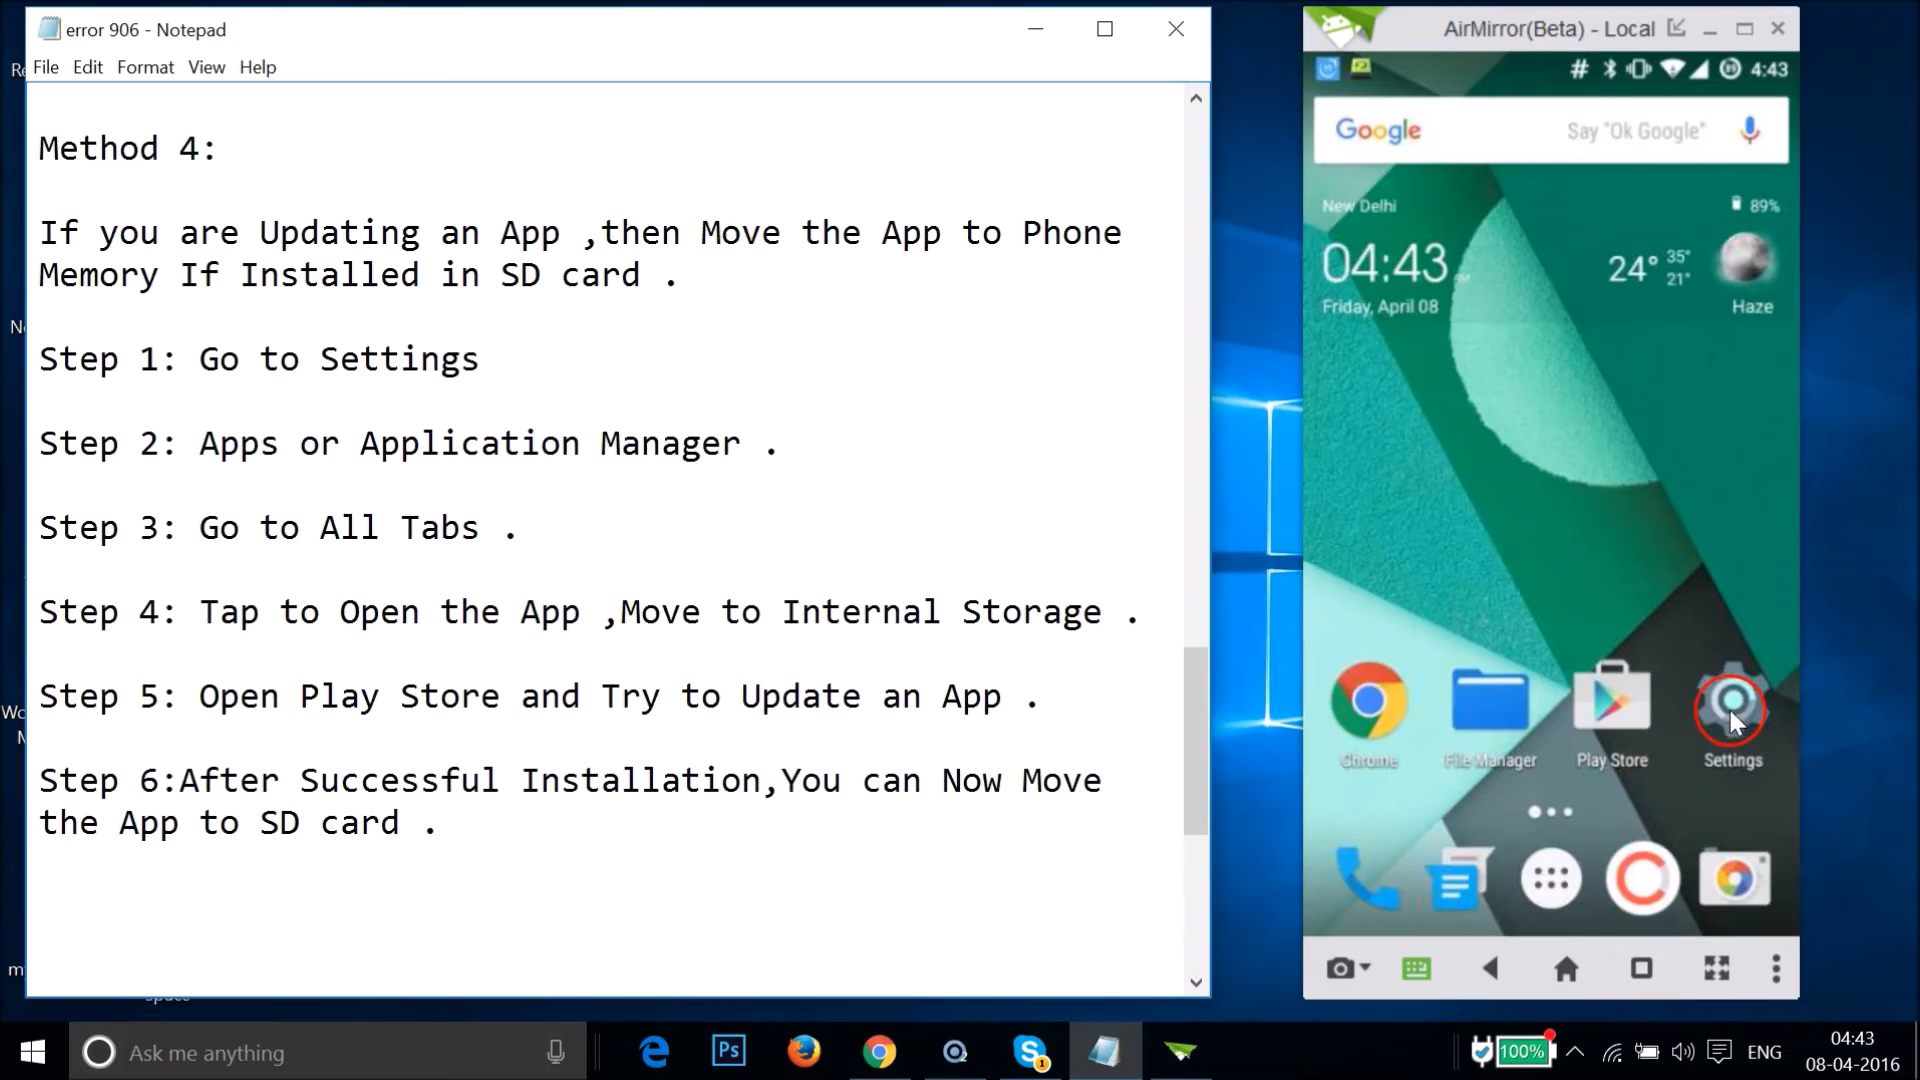 error 906 - Notepad
File Edit Format View Help
Method 4:
If you are Updating an App ,then Move the App to Phone
Memory If Installed in SD card .
Step 1: Go to Settings
Step 2: Apps or Application Manager .
Step 3: Go to All Tabs .
Step 4: Tap to Open the App ,Move to Internal Storage .
Step 5: Open Play Store and Try to Update an App .
Step 6:After Successful Installation,You can Now Move
the App to SD card .
AirMirror(Beta) - Local
4:43
Google Say "Ok Google"
New Delhi 89%
04:43 24° 35° 21°
Friday, April 08 Haze
Chrome File Manager Play Store Settings
space
Ask me anything
Ps
1
100% ENG
04:43
08-04-2016